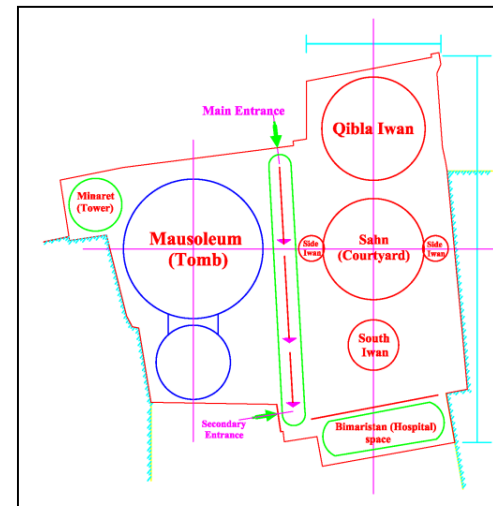 Main Entrance
Qibla Iwan
Minaret
(Tower)
Mausoleum
(Tomb)
Side
Iwan
Sahn
(Courtyard)
Side
Iwan
South
Iwan
Secondary
Entrance
Bimaristan (Hospital)
space